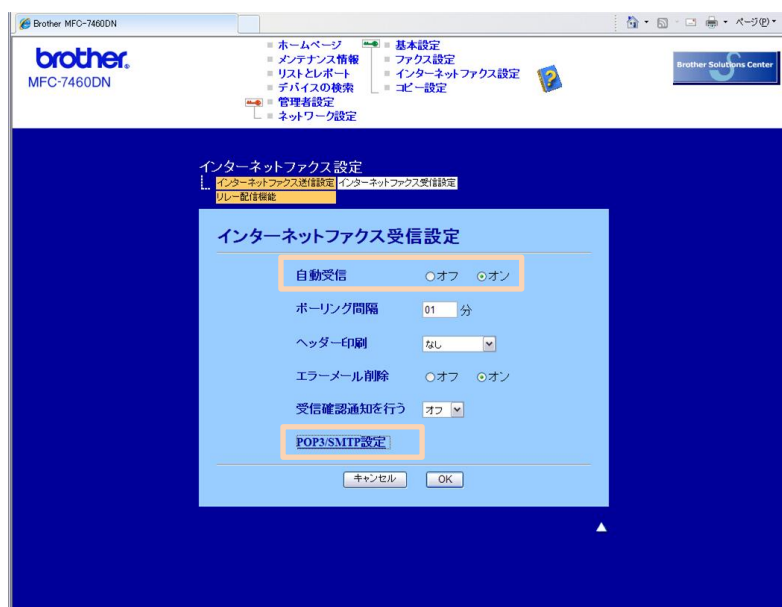 Brother MFC-7460DN
ページ(P)
brother
MFC-7460DN
ホームページ
メンテナンス情報
リストとレポート
デバイスの検索
管理者設定
ネットワーク設定
基本設定
ファクス設定
インターネットファクス設定
コピー設定
Brother Solutions Center
インターネットファクス設定
インターネットファクス送信設定 インターネットファクス受信設定
リレー配信機能
インターネットファクス受信設定
自動受信 オフ オン
ポーリング間隔 01 分
ヘッダー印刷 なし
エラーメール削除 オフ オン
受信確認通知を行う オフ
POP3/SMTP設定
キャンセル OK